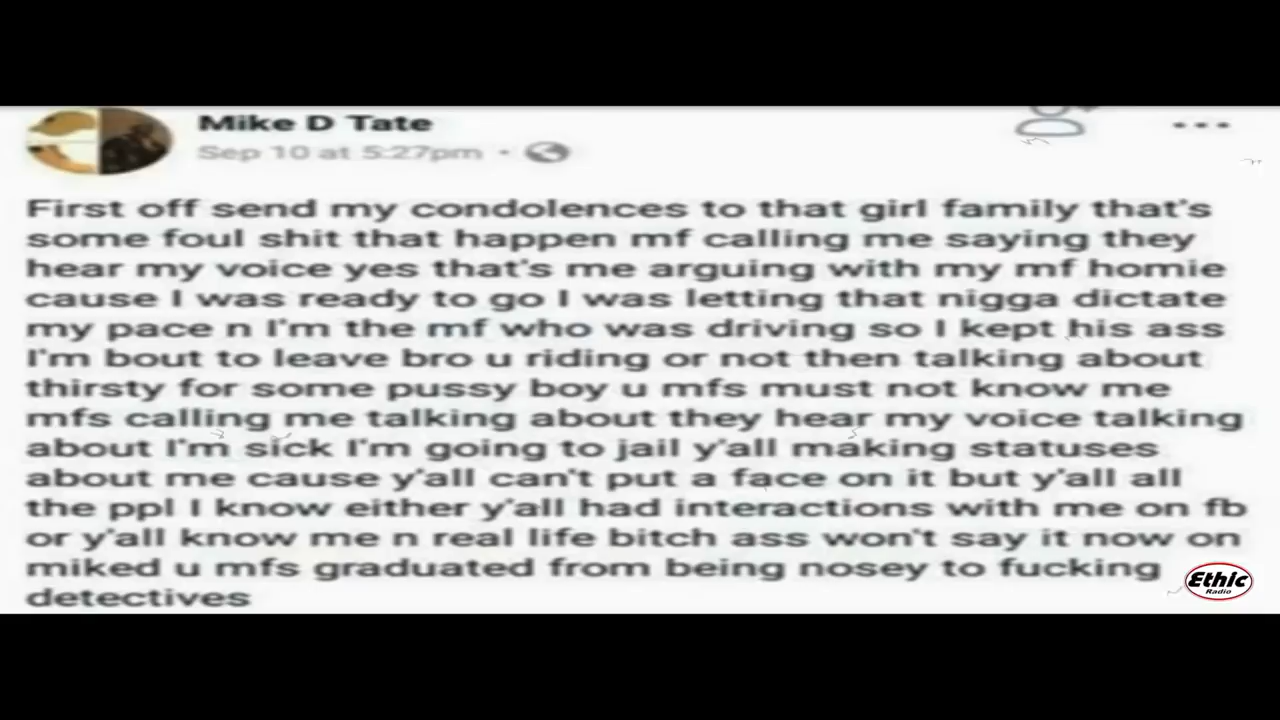 Mike D Tate
Sep 10 at 5:27pm ·
First off send my condolences to that girl family that's
some foul shit that happen mf calling me saying they
hear my voice yes that's me arguing with my mf homie
cause I was ready to go I was letting that nigga dictate
my pace n I'm the mf who was driving so I kept his ass
I'm bout to leave bro u riding or not then talking about
thirsty for some pussy boy u mfs must not know me
mfs calling me talking about they hear my voice talking
about I'm sick I'm going to jail y'all making statuses
about me cause y'all can't put a face on it but y'all all
the ppl I know either y'all had interactions with me on fb
or y'all know me n real life bitch ass won't say it now on
miked u mfs graduated from being nosey to fucking
detectives
Ethic
Radio